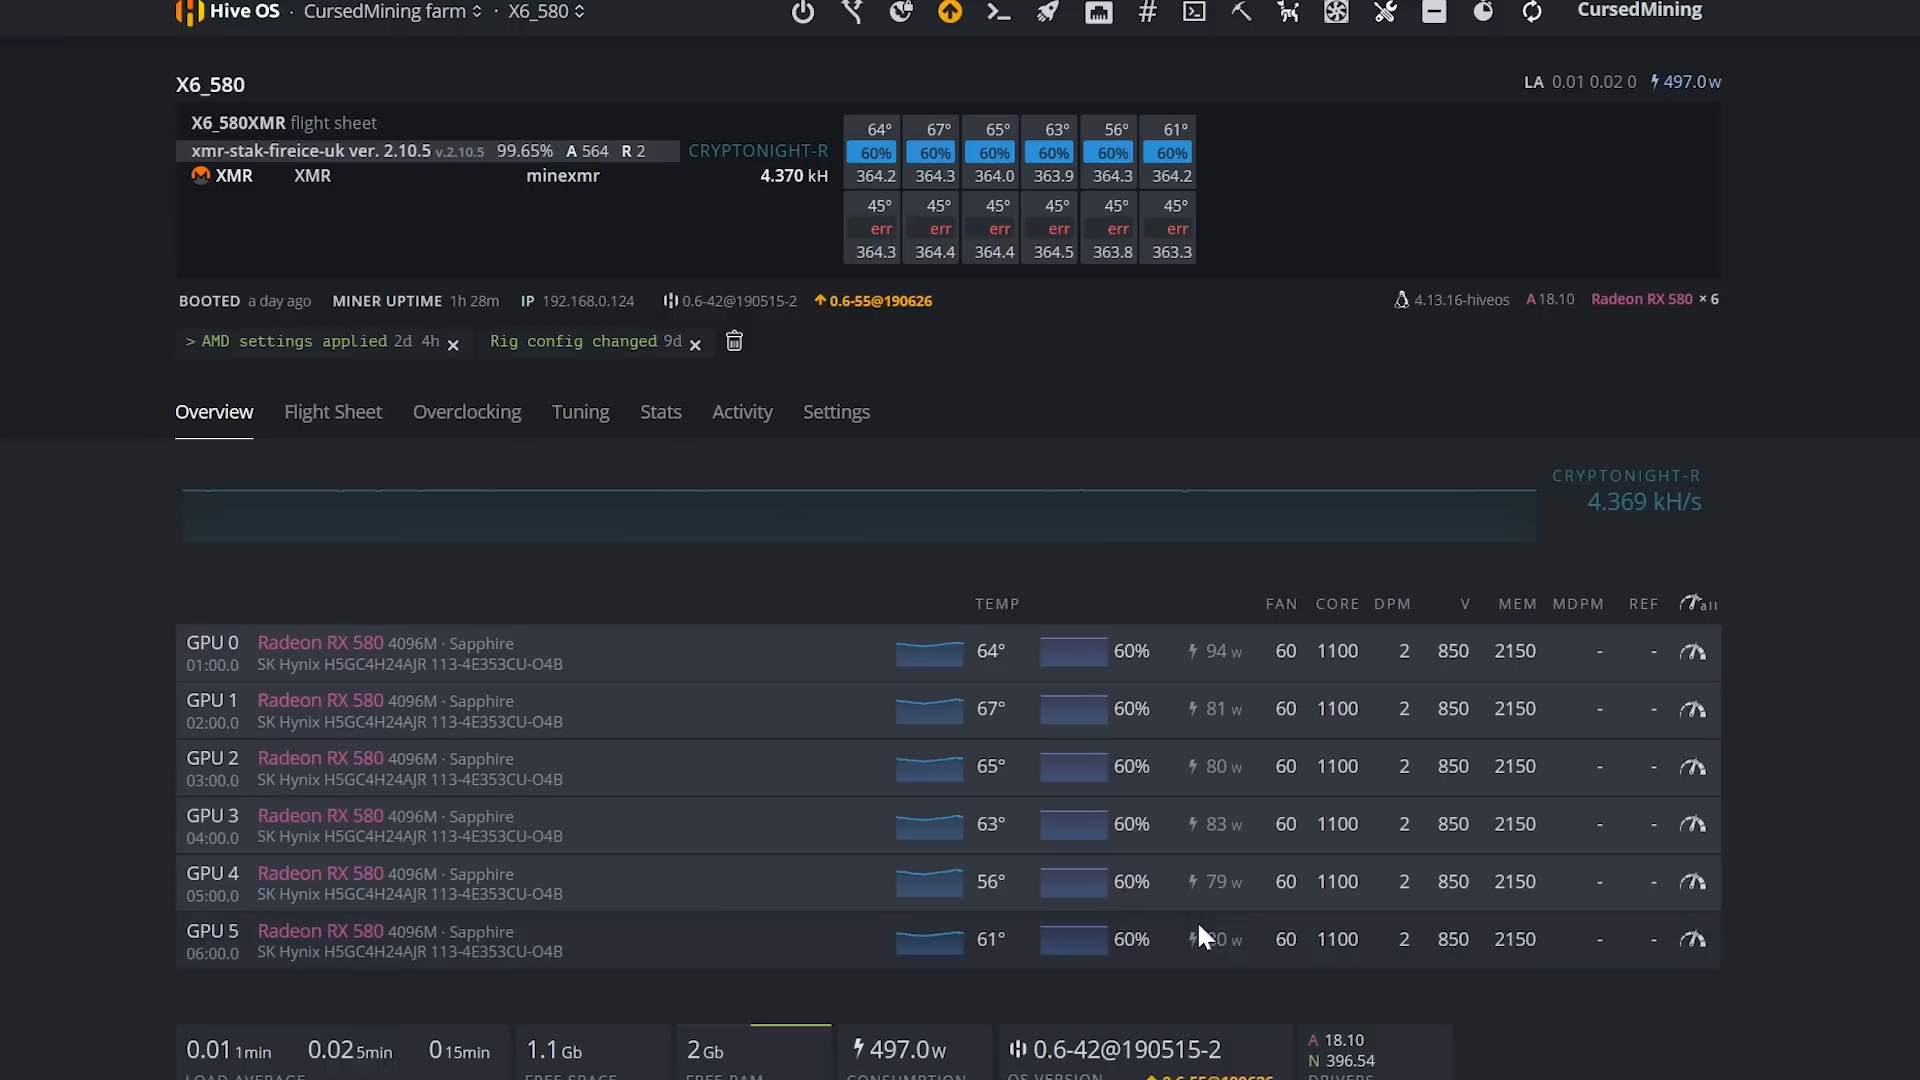 Hive OS · CursedMining farm · X6_580 CursedMining
X6_580 LA 0.01 0.02 0 497.0 w
X6_580XMR flight sheet
xmr-stak-fireice-uk ver. 2.10.5 v.2.10.5 99.65% A 564 R 2 CRYPTONIGHT-R
XMR XMR minexmr 4.370 kH
64° 67° 65° 63° 56° 61°
60% 60% 60% 60% 60% 60%
364.2 364.3 364.0 363.9 364.3 364.2
45° 45° 45° 45° 45° 45°
err err err err err err
364.3 364.4 364.4 364.5 363.8 363.3
BOOTED a day ago MINER UPTIME 1h 28m IP 192.168.0.124 0.6-42@190515-2 0.6-55@190626 4.13.16-hiveos A 18.10 Radeon RX 580 × 6
> AMD settings applied 2d 4h × Rig config changed 9d ×
Overview Flight Sheet Overclocking Tuning Stats Activity Settings
CRYPTONIGHT-R
4.369 kH/s
TEMP FAN CORE DPM V MEM MDPM REF all
GPU 0 Radeon RX 580 4096M · Sapphire 64° 60% 94 w 60 1100 2 850 2150 - -
01:00.0 SK Hynix H5GC4H24AJR 113-4E353CU-O4B
GPU 1 Radeon RX 580 4096M · Sapphire 67° 60% 81 w 60 1100 2 850 2150 - -
02:00.0 SK Hynix H5GC4H24AJR 113-4E353CU-O4B
GPU 2 Radeon RX 580 4096M · Sapphire 65° 60% 80 w 60 1100 2 850 2150 - -
03:00.0 SK Hynix H5GC4H24AJR 113-4E353CU-O4B
GPU 3 Radeon RX 580 4096M · Sapphire 63° 60% 83 w 60 1100 2 850 2150 - -
04:00.0 SK Hynix H5GC4H24AJR 113-4E353CU-O4B
GPU 4 Radeon RX 580 4096M · Sapphire 56° 60% 79 w 60 1100 2 850 2150 - -
05:00.0 SK Hynix H5GC4H24AJR 113-4E353CU-O4B
GPU 5 Radeon RX 580 4096M · Sapphire 61° 60% w 60 1100 2 850 2150 - -
06:00.0 SK Hynix H5GC4H24AJR 113-4E353CU-O4B
0.01 1min 0.02 5min 0 15min 1.1 Gb 2 Gb 497.0 w 0.6-42@190515-2 A 18.10
N 396.54
LOAD AVERAGE FREE SPACE FREE RAM CONSUMPTION OS VERSION 0.6-55@190626 DRIVERS